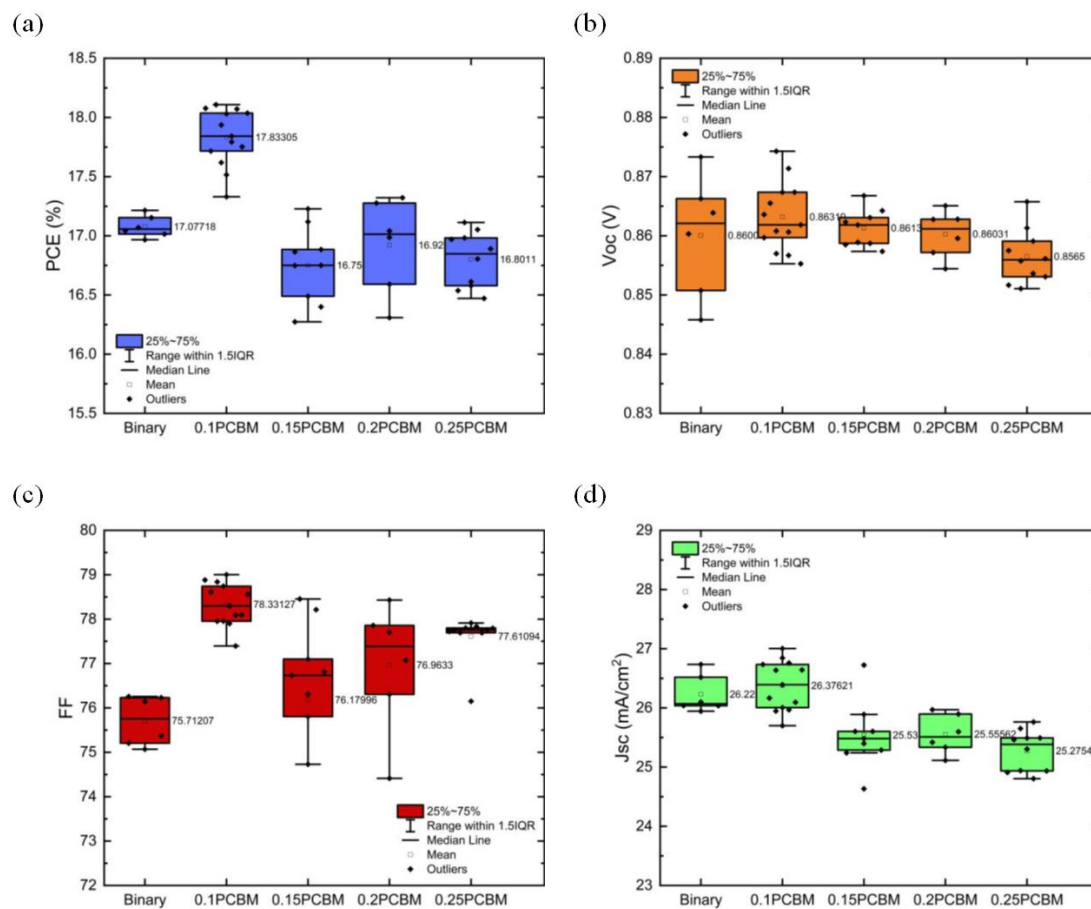 (a)
18.5
18.0
17.5
17.0
16.5
16.0
15.5
PCE (%)
17.07718
17.83305
16.75
16.92
16.8011
25%~75%
Range within 1.5IQR
Median Line
Mean
Outliers
Binary 0.1PCBM 0.15PCBM 0.2PCBM 0.25PCBM
(b)
0.89
0.88
0.87
0.86
0.85
0.84
0.83
Voc (V)
25%~75%
Range within 1.5IQR
Median Line
Mean
Outliers
0.8600
0.86310
0.8613
0.86031
0.8565
Binary 0.1PCBM 0.15PCBM 0.2PCBM 0.25PCBM
(c)
80
79
78
77
76
75
74
73
72
FF
75.71207
78.33127
76.17996
76.9633
77.61094
25%~75%
Range within 1.5IQR
Median Line
Mean
Outliers
Binary 0.1PCBM 0.15PCBM 0.2PCBM 0.25PCBM
(d)
29
28
27
26
25
24
23
Jsc (mA/cm²)
25%~75%
Range within 1.5IQR
Median Line
Mean
Outliers
26.22
26.37621
25.53
25.55562
25.2754
Binary 0.1PCBM 0.15PCBM 0.2PCBM 0.25PCBM